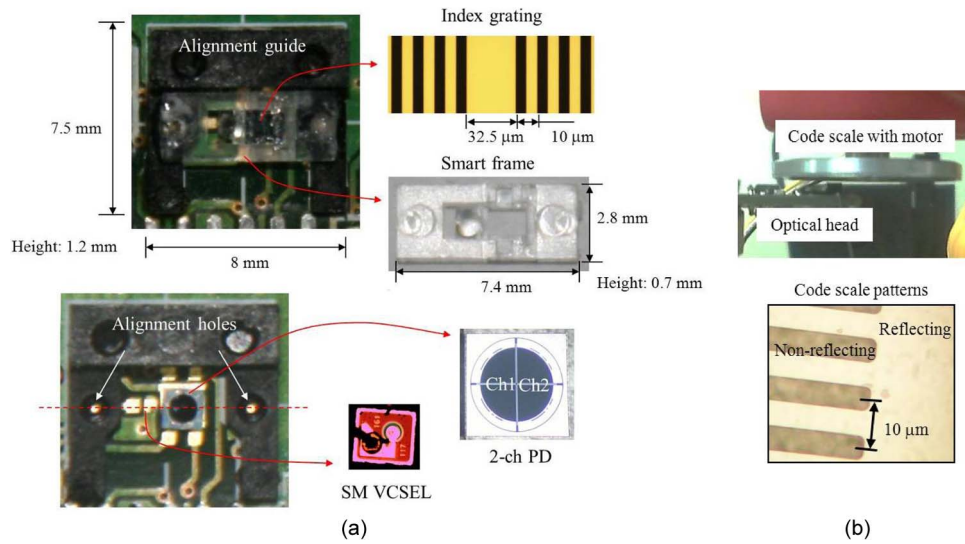 Index grating
Alignment guide
7.5 mm
32.5 μm
10 μm
Smart frame
2.8 mm
Height: 1.2 mm
8 mm
7.4 mm
Height: 0.7 mm
Alignment holes
Ch1
Ch2
2-ch PD
SM VCSEL
(a)
Code scale with motor
Optical head
Code scale patterns
Reflecting
Non-reflecting
10 μm
(b)